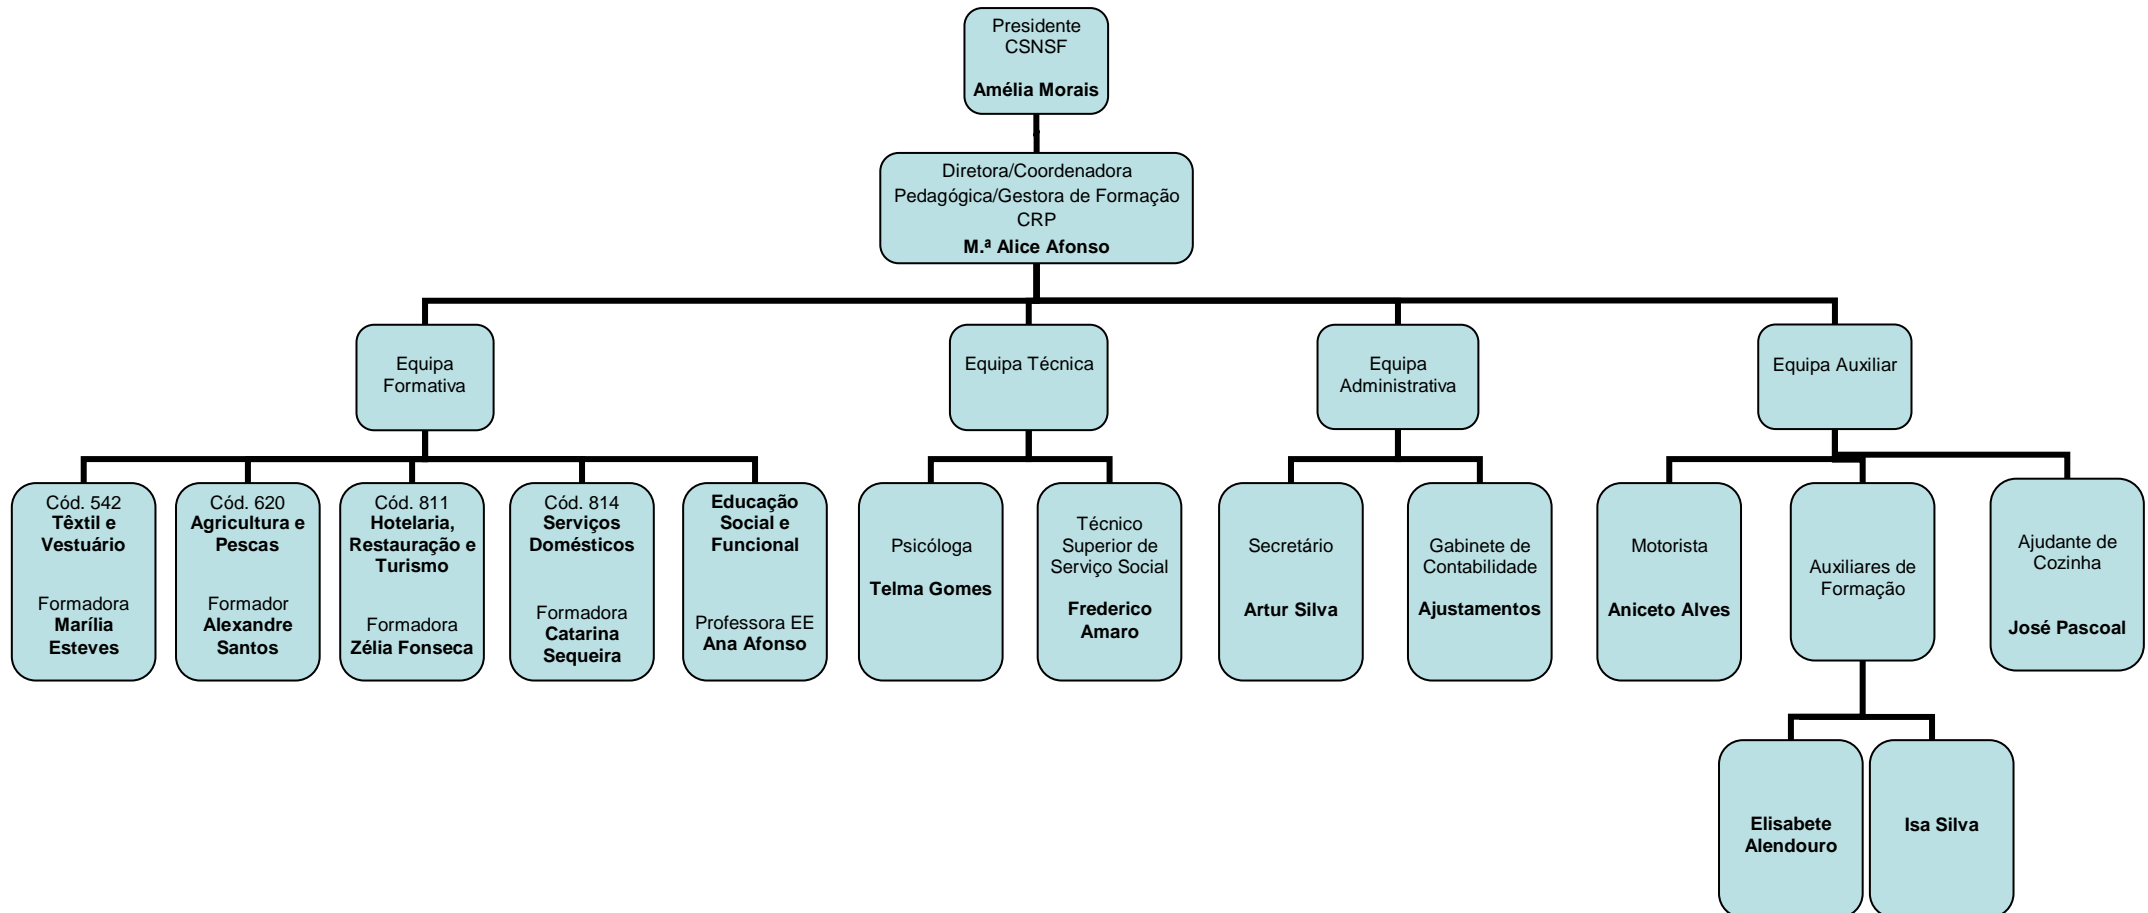 Presidente
CSNSF
Amélia Morais
Diretora/Coordenadora
Pedagógica/Gestora de Formação
CRP
M.ª Alice Afonso
Equipa
Formativa
Equipa Técnica
Equipa
Administrativa
Equipa Auxiliar
Cód. 542
Têxtil e
Vestuário
Formadora
Marília
Esteves
Cód. 620
Agricultura e
Pescas
Formador
Alexandre
Santos
Cód. 811
Hotelaria,
Restauração e
Turismo
Formadora
Zélia Fonseca
Cód. 814
Serviços
Domésticos
Formadora
Catarina
Sequeira
Educação
Social e
Funcional
Professora EE
Ana Afonso
Psicóloga
Telma Gomes
Técnico
Superior de
Serviço Social
Frederico
Amaro
Secretário
Artur Silva
Gabinete de
Contabilidade
Ajustamentos
Motorista
Aniceto Alves
Auxiliares de
Formação
Ajudante de
Cozinha
José Pascoal
Elisabete
Alendouro
Isa Silva